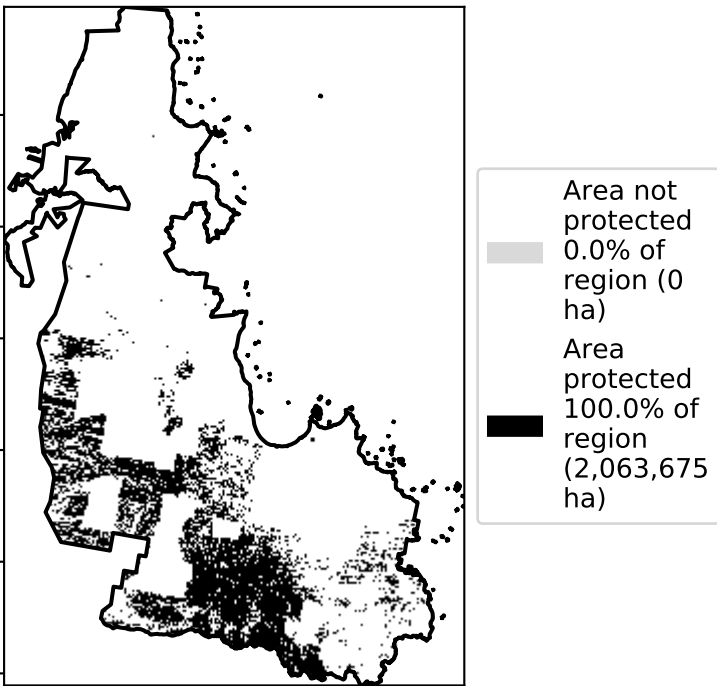 Area not
protected
0.0% of
region (0
ha)
Area
protected
100.0% of
region
(2,063,675
ha)